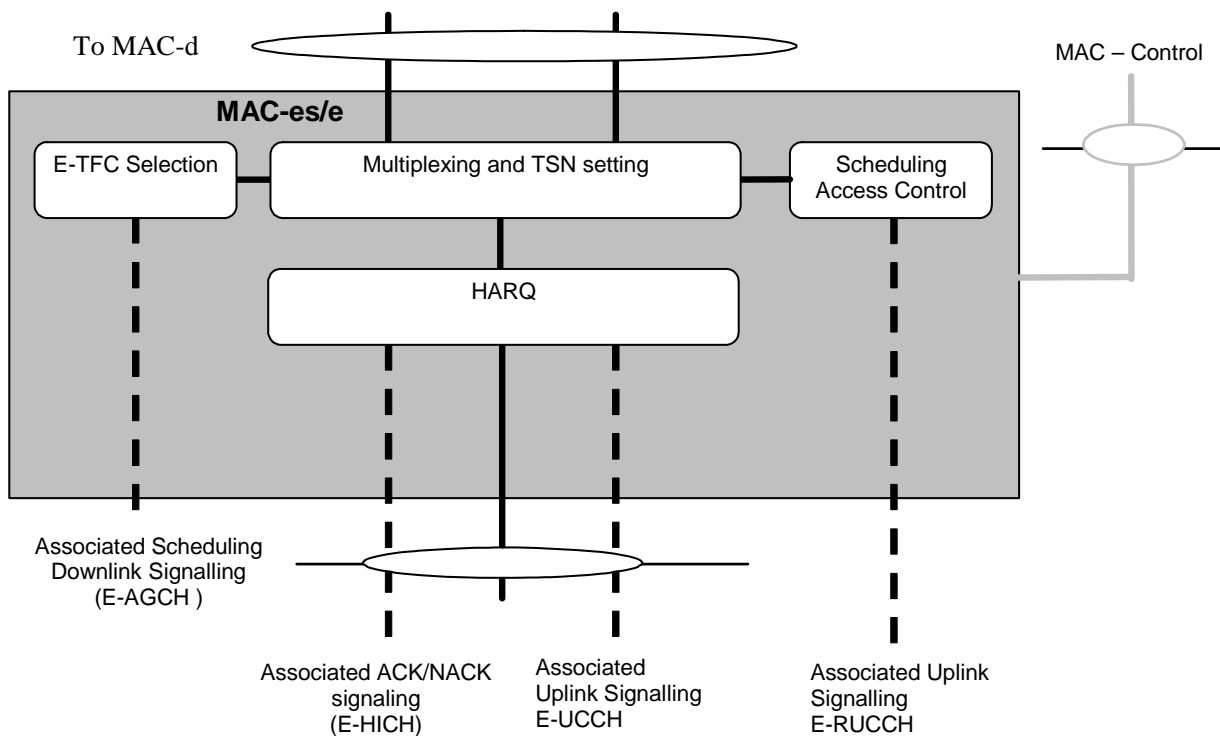 To MAC-d
MAC – Control
MAC-es/e
E-TFC Selection
Multiplexing and TSN setting
Scheduling
Access Control
HARQ
Associated Scheduling
Downlink Signalling
(E-AGCH )
Associated ACK/NACK
signaling
(E-HICH)
Associated
Uplink Signalling
E-UCCH
Associated Uplink
Signalling
E-RUCCH